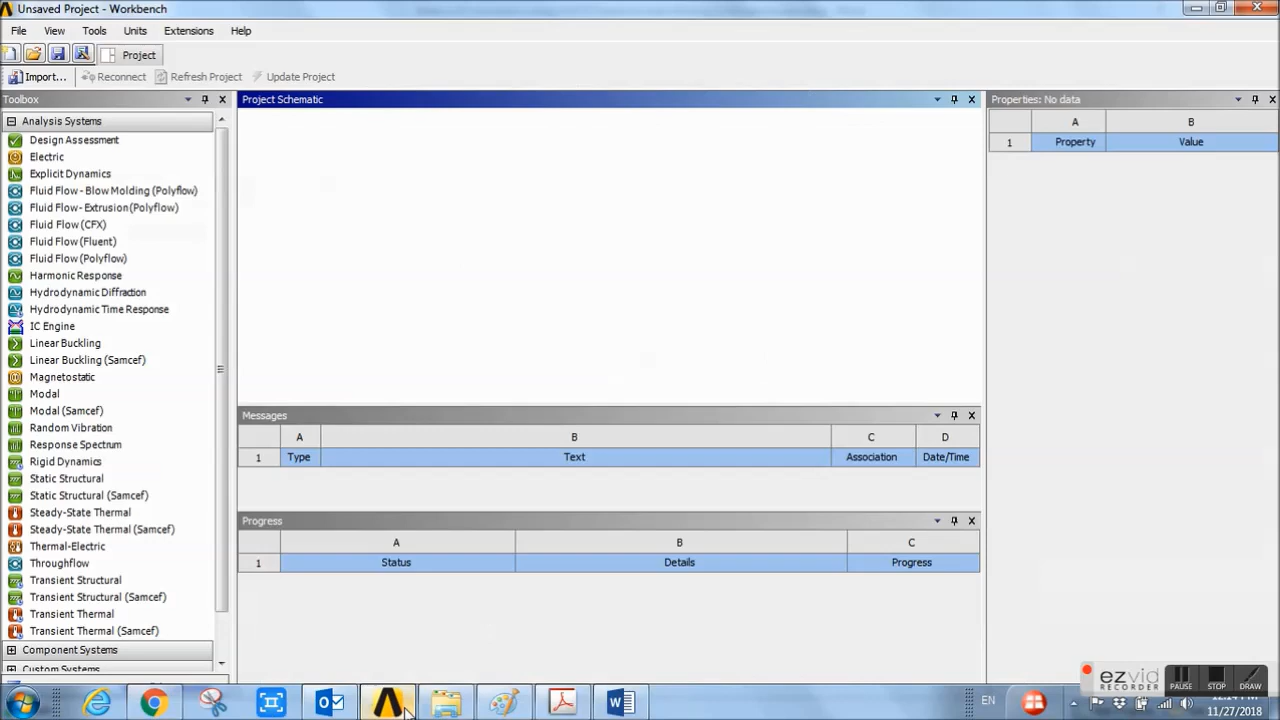 Unsaved Project - Workbench
File View Tools Units Extensions Help
Project
Import... Reconnect Refresh Project Update Project
Toolbox
Analysis Systems
Design Assessment
Electric
Explicit Dynamics
Fluid Flow - Blow Molding (Polyflow)
Fluid Flow- Extrusion (Polyflow)
Fluid Flow (CFX)
Fluid Flow (Fluent)
Fluid Flow (Polyflow)
Harmonic Response
Hydrodynamic Diffraction
Hydrodynamic Time Response
IC Engine
Linear Buckling
Linear Buckling (Samcef)
Magnetostatic
Modal
Modal (Samcef)
Random Vibration
Response Spectrum
Rigid Dynamics
Static Structural
Static Structural (Samcef)
Steady-State Thermal
Steady-State Thermal (Samcef)
Thermal-Electric
Throughflow
Transient Structural
Transient Structural (Samcef)
Transient Thermal
Transient Thermal (Samcef)
Component Systems
Custom Systems
Project Schematic
Messages
A B C D
1 Type Text Association Date/Time
Progress
A B C
1 Status Details Progress
Properties: No data
A B
1 Property Value
ezvid
RECORDER
PAUSE STOP DRAW
EN
11/27/2018